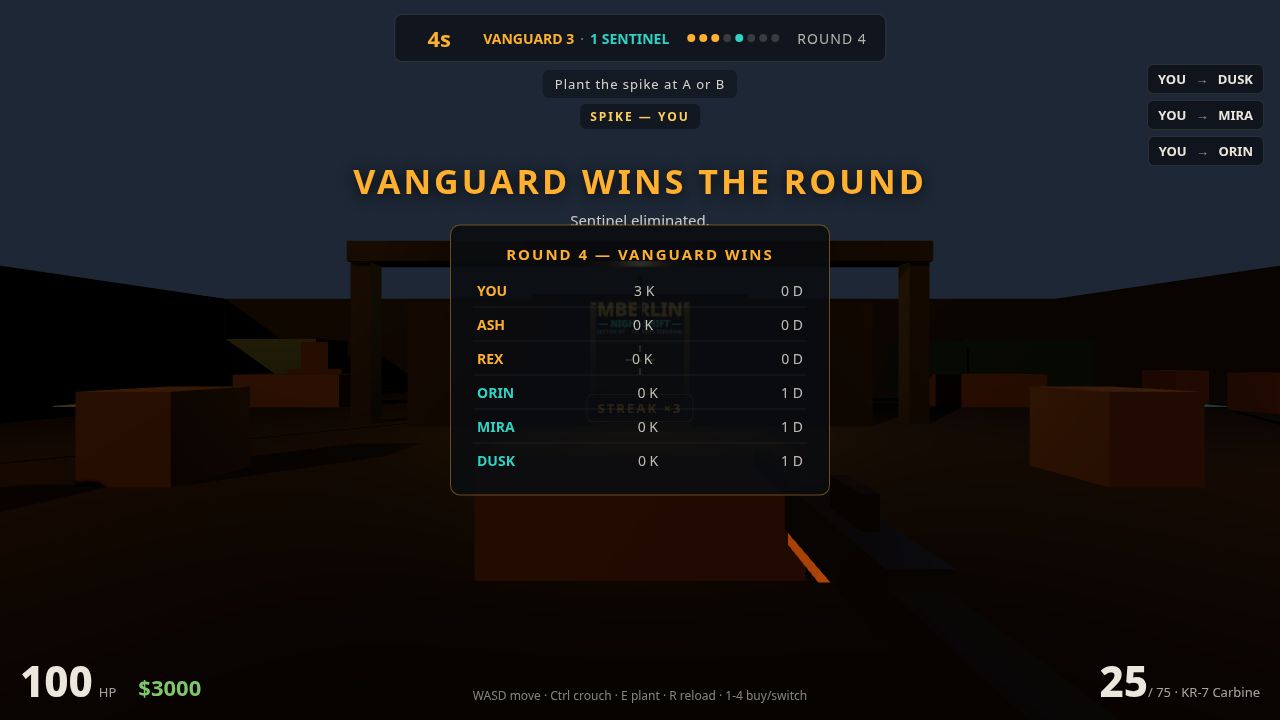 4s VANGUARD 3 · 1 SENTINEL ROUND 4
Plant the spike at A or B
SPIKE — YOU
YOU → DUSK
YOU → MIRA
YOU → ORIN
VANGUARD WINS THE ROUND
Sentinel eliminated.
ROUND 4 — VANGUARD WINS
YOU 3 K 0 D
ASH 0 K 0 D
REX 0 K 0 D
ORIN 0 K 1 D
MIRA 0 K 1 D
DUSK 0 K 1 D
STREAK ×3
100 HP $3000
WASD move · Ctrl crouch · E plant · R reload · 1-4 buy/switch
25 / 75 · KR-7 Carbine